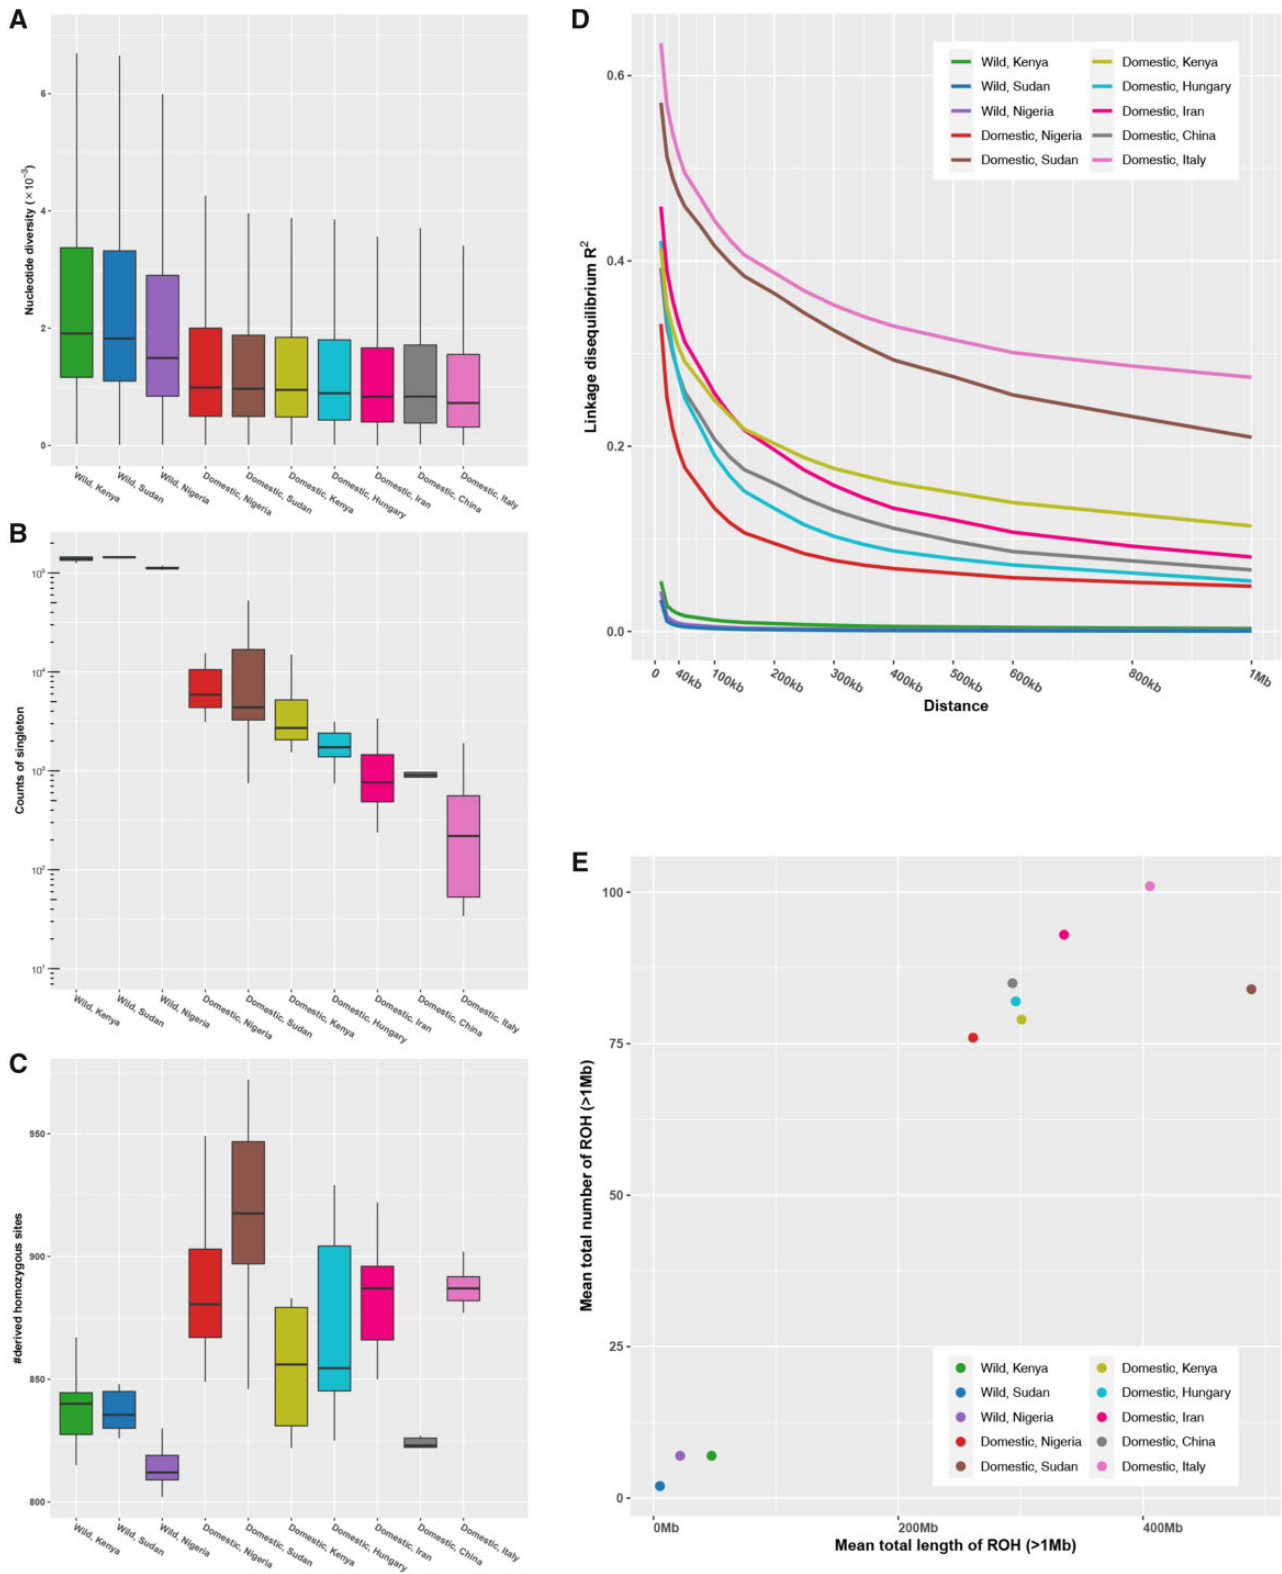 A
Nucleotide diversity (×10⁻³)
6
4
2
0
Wild, Kenya
Wild, Sudan
Wild, Nigeria
Domestic, Nigeria
Domestic, Sudan
Domestic, Kenya
Domestic, Hungary
Domestic, Iran
Domestic, China
Domestic, Italy
B
Counts of singleton
10⁵
10⁴
10³
10²
10¹
Wild, Kenya
Wild, Sudan
Wild, Nigeria
Domestic, Nigeria
Domestic, Sudan
Domestic, Kenya
Domestic, Hungary
Domestic, Iran
Domestic, China
Domestic, Italy
C
#derived homozygous sites
950
900
850
800
Wild, Kenya
Wild, Sudan
Wild, Nigeria
Domestic, Nigeria
Domestic, Sudan
Domestic, Kenya
Domestic, Hungary
Domestic, Iran
Domestic, China
Domestic, Italy
D
Linkage disequilibrium R²
0.6
0.4
0.2
0.0
Wild, Kenya
Wild, Sudan
Wild, Nigeria
Domestic, Nigeria
Domestic, Sudan
Domestic, Kenya
Domestic, Hungary
Domestic, Iran
Domestic, China
Domestic, Italy
0
40kb
100kb
200kb
300kb
400kb
500kb
600kb
800kb
1Mb
Distance
E
Mean total number of ROH (>1Mb)
100
75
50
25
0
Wild, Kenya
Wild, Sudan
Wild, Nigeria
Domestic, Nigeria
Domestic, Sudan
Domestic, Kenya
Domestic, Hungary
Domestic, Iran
Domestic, China
Domestic, Italy
0Mb
200Mb
400Mb
Mean total length of ROH (>1Mb)